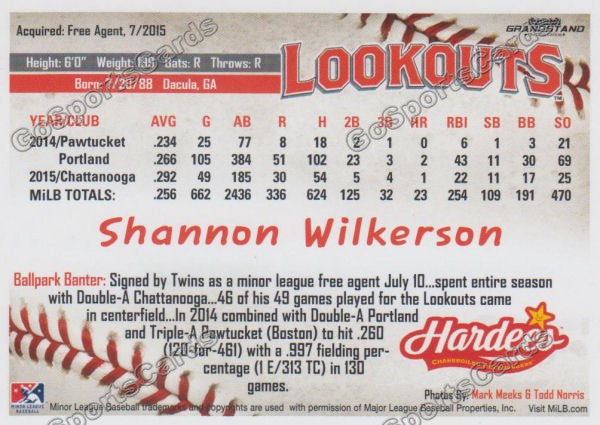 Acquired: Free Agent, 7/2015
GRANDSTAND
LOOKOUTS™
Height: 6'0" Weight: 195 Bats: R Throws: R
Born: 7/20/88 Dacula, GA
YEAR/CLUB AVG G AB R H 2B 3B HR RBI SB BB SO
2014/Pawtucket .234 25 77 8 18 2 1 0 6 1 3 21
Portland .266 105 384 51 102 23 3 2 43 11 30 69
2015/Chattanooga .292 49 185 30 54 5 4 1 22 11 17 25
MiLB TOTALS: .256 662 2436 336 624 125 32 23 254 109 191 470
Shannon Wilkerson
Ballpark Banter: Signed by Twins as a minor league free agent July 10...spent entire season
with Double-A Chattanooga...46 of his 49 games played for the Lookouts came
in centerfield...In 2014 combined with Double-A Portland
and Triple-A Pawtucket (Boston) to hit .260
(120-for-461) with a .997 fielding per-
centage (1 E/313 TC) in 130
games.
Hardee's
Photos By: Mark Meeks & Todd Norris
MINOR LEAGUE
BASEBALL
Minor League Baseball trademarks and copyrights are used with permission of Major League Baseball Properties, Inc. Visit MiLB.com
GoSportsCards